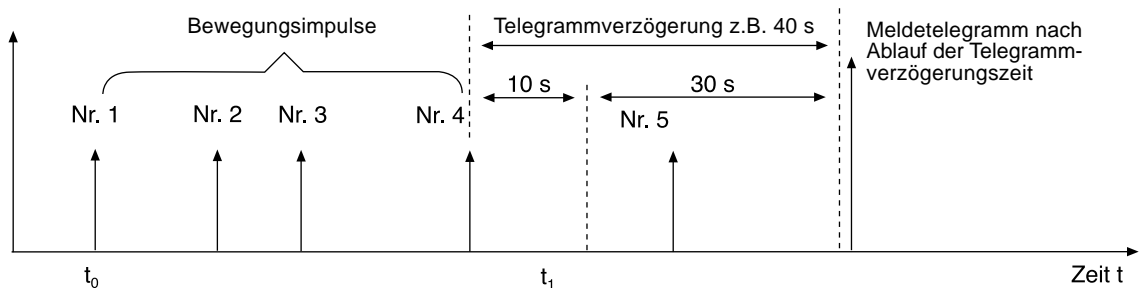 Bewegungsimpulse
Telegrammverzögerung z.B. 40 s
Meldetelegramm nach
Ablauf der Telegramm-
verzögerungszeit
10 s
30 s
Nr. 1
Nr. 2
Nr. 3
Nr. 4
Nr. 5
t0
t1
Zeit t